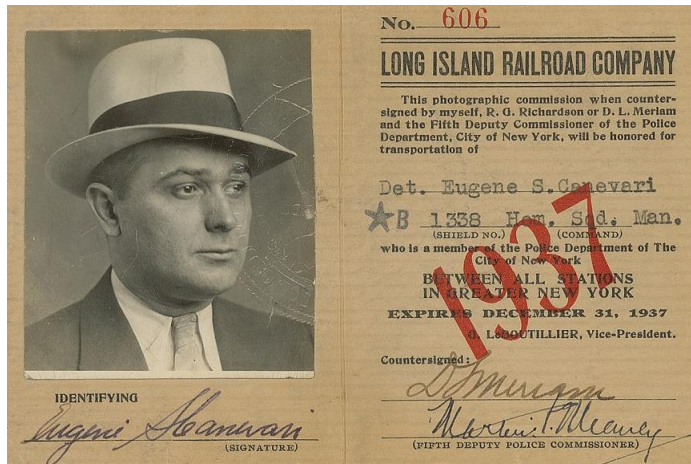 No. 606
LONG ISLAND RAILROAD COMPANY
This photographic commission when counter-
signed by myself, R. G. Richardson or D. L. Meriam
and the Fifth Deputy Commissioner of the Police
Department, City of New York, will be honored for
transportation of
Det. Eugene S. Canevari
B 1338 Hom. Sqd. Man.
(SHIELD NO.) (COMMAND)
who is a member of the Police Department of The
City of New York
BETWEEN ALL STATIONS
IN GREATER NEW YORK
EXPIRES DECEMBER 31, 1937
1937
G. LeBOUTILLIER, Vice-President.
Countersigned:
D L Meriam
Martin H. Meaney
(FIFTH DEPUTY POLICE COMMISSIONER)
IDENTIFYING
Eugene S Canevari
(SIGNATURE)